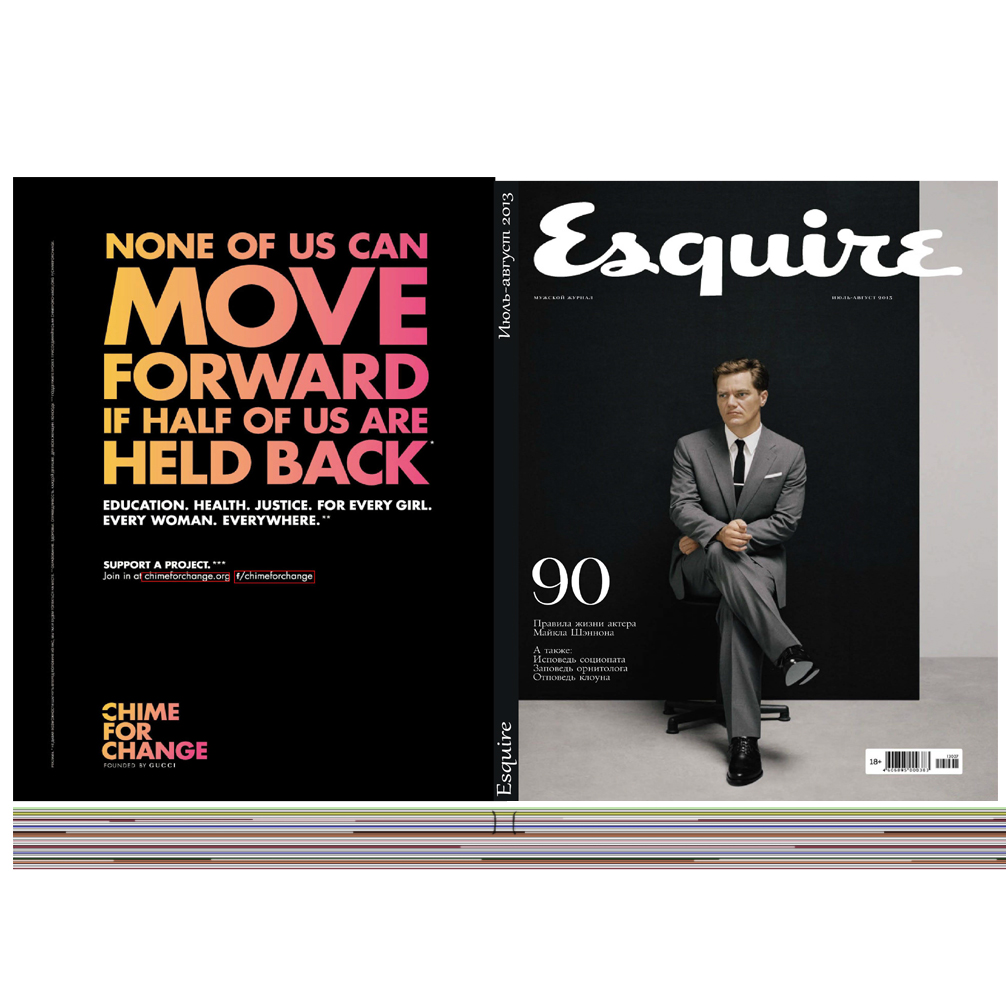 NONE OF US CAN
MOVE
FORWARD
IF HALF OF US ARE
HELD BACK*
EDUCATION. HEALTH. JUSTICE. FOR EVERY GIRL.
EVERY WOMAN. EVERYWHERE.**
SUPPORT A PROJECT.***
Join in at chimeforchange.org f/chimeforchange
CHIME
FOR
CHANGE
FOUNDED BY GUCCI
Июль-август 2013
Esquire
Esquire
МУЖСКОЙ ЖУРНАЛ
ИЮЛЬ-АВГУСТ 2013
90
Правила жизни актера
Майкла Шэннона
А также:
Исповедь социопата
Заповедь орнитолога
Отповедь клоуна
18+